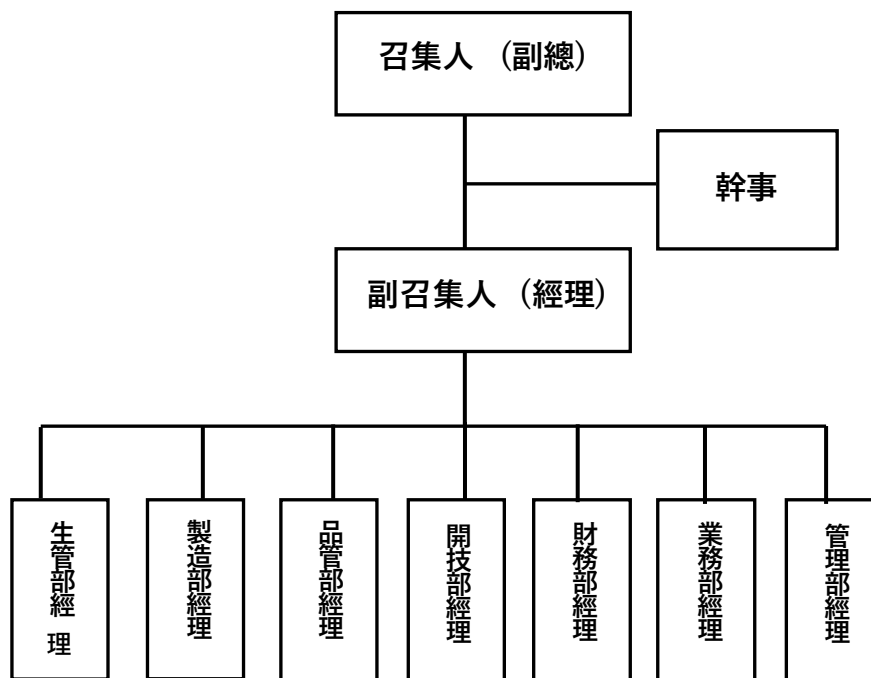 召集人 (副總)
幹事
副召集人 (經理)
生管部經理
製造部經理
品管部經理
開技部經理
財務部經理
業務部經理
管理部經理